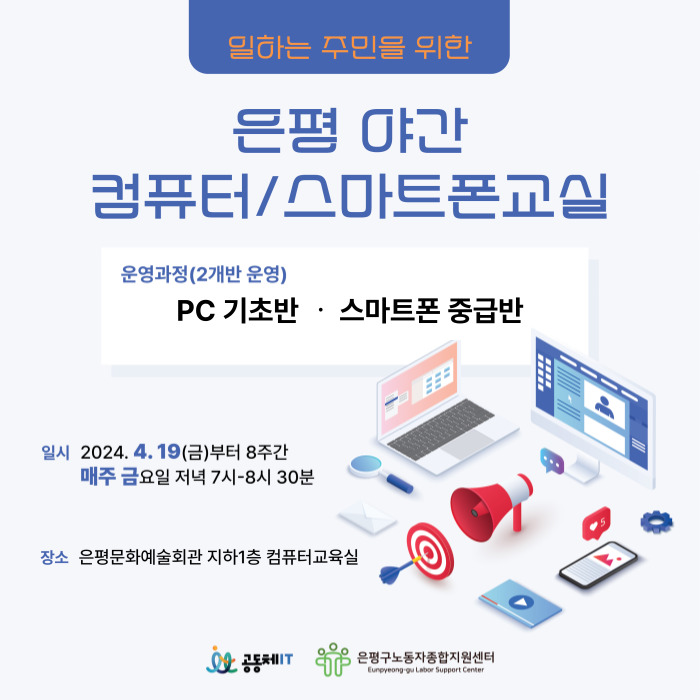 일하는 주민을 위한
은평 야간
컴퓨터/스마트폰교실
운영과정(2개반 운영)
PC 기초반 · 스마트폰 중급반
일시 2024. 4. 19(금)부터 8주간
매주 금요일 저녁 7시-8시 30분
5
장소 은평문화예술회관 지하1층 컴퓨터교육실
공동체IT 은평구노동자종합지원센터
Eunpyeong-gu Labor Support Center